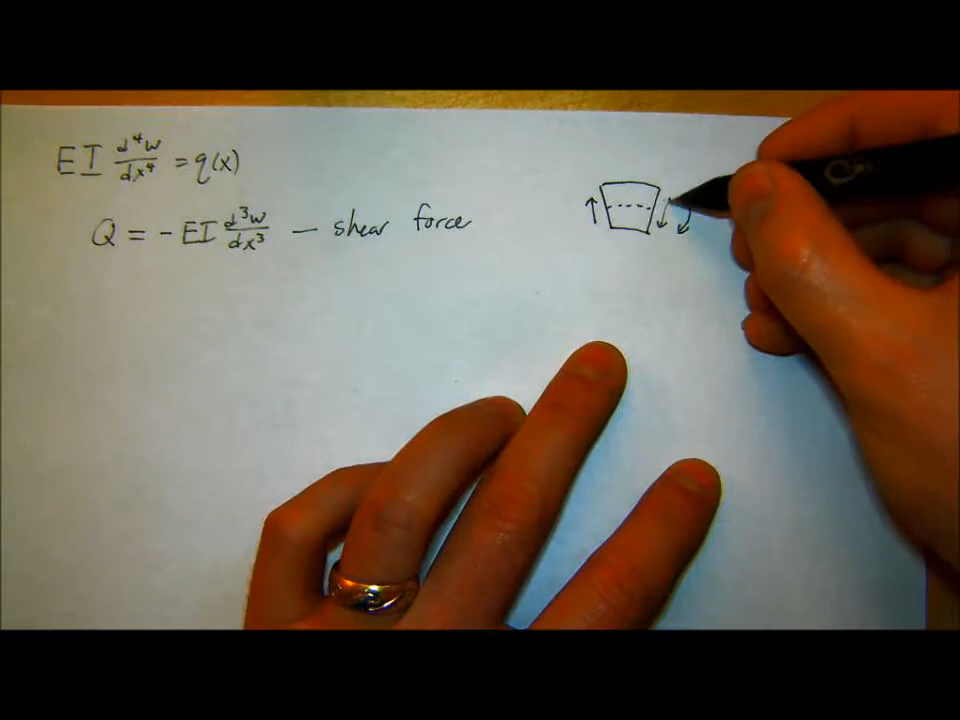 EI d⁴w/dx⁴ = q(x)
Q = - EI d³w/dx³ — shear force